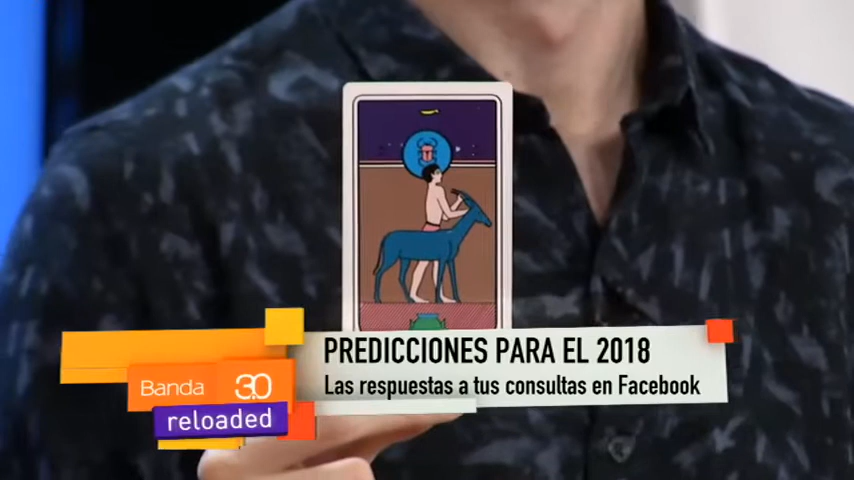 PREDICCIONES PARA EL 2018
Las respuestas a tus consultas en Facebook
Banda 3.0
reloaded